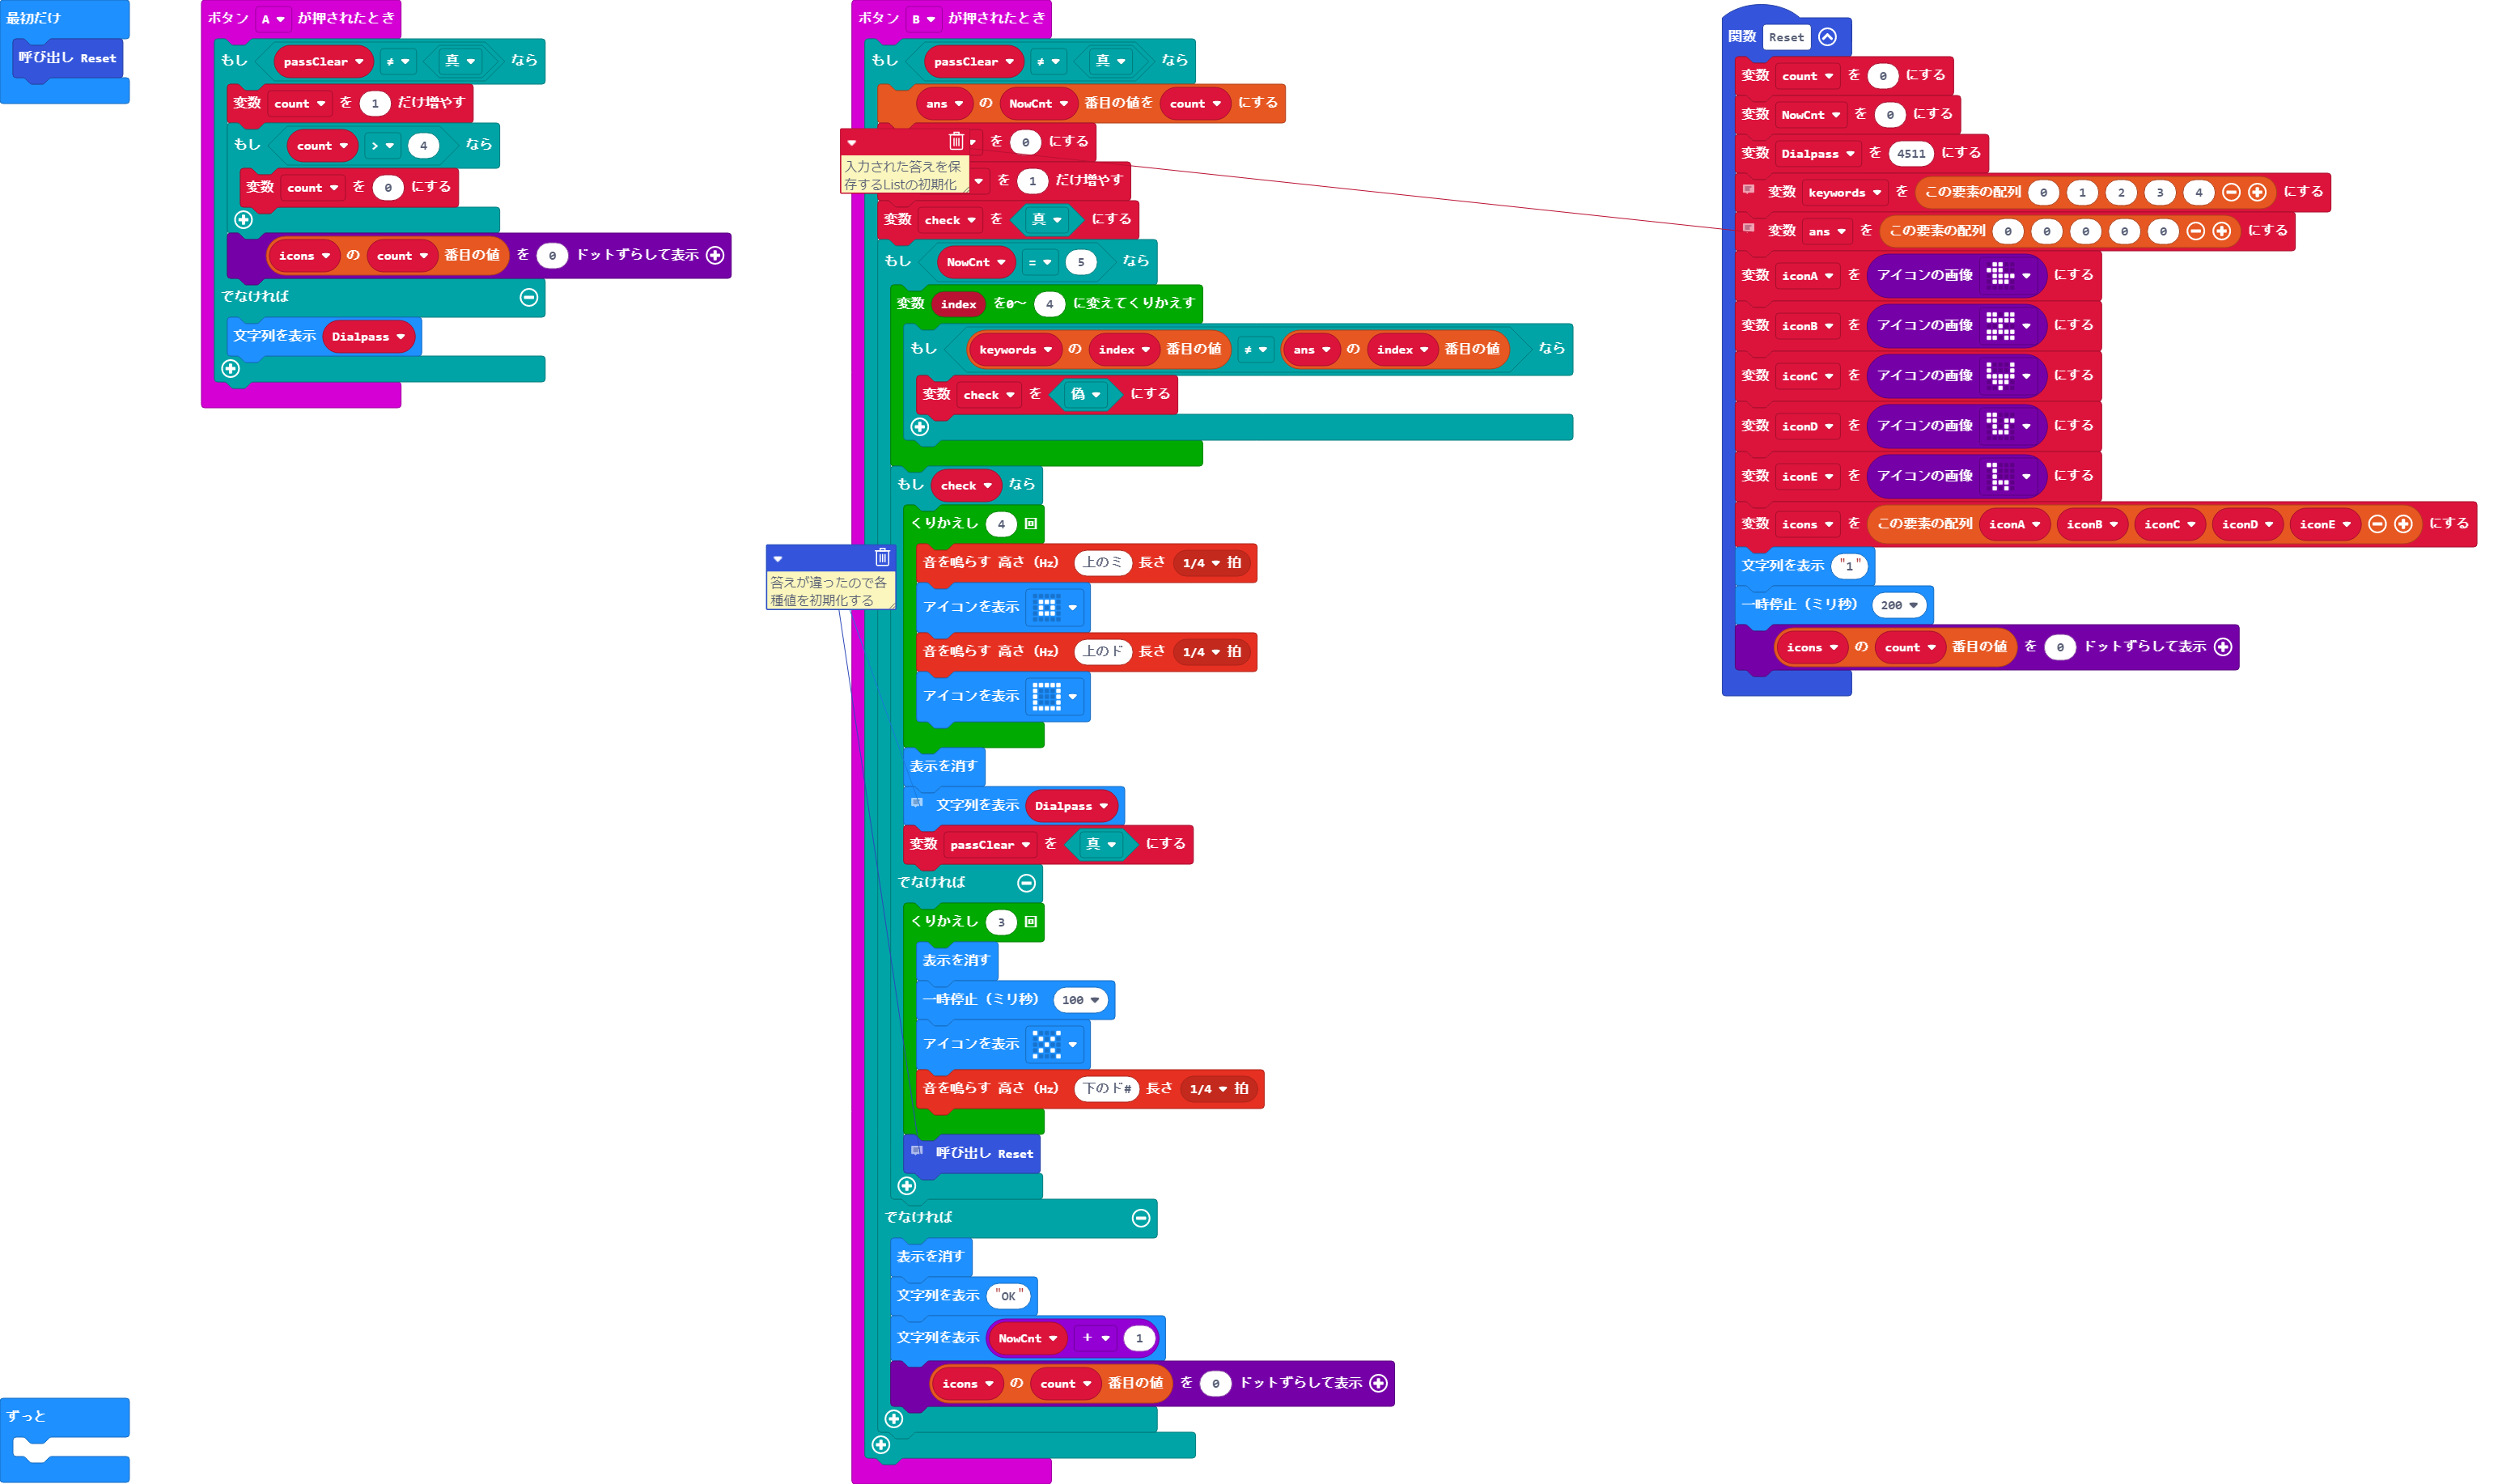 最初だけ
呼び出し Reset
ボタン A が押されたとき
もし passClear ≠ 真 なら
変数 count を 1 だけ増やす
もし count > 4 なら
変数 count を 0 にする
icons の count 番目の値 を 0 ドットずらして表示
でなければ
文字列を表示 Dialpass
ボタン B が押されたとき
もし passClear ≠ 真 なら
ans の NowCnt 番目の値を count にする
を 0 にする
を 1 だけ増やす
入力された答えを保
存するListの初期化
変数 check を 真 にする
もし NowCnt = 5 なら
変数 index を0～ 4 に変えてくりかえす
もし keywords の index 番目の値 ≠ ans の index 番目の値 なら
変数 check を 偽 にする
もし check なら
くりかえし 4 回
音を鳴らす 高さ (Hz) 上のミ 長さ 1/4 拍
アイコンを表示
音を鳴らす 高さ (Hz) 上のド 長さ 1/4 拍
アイコンを表示
答えが違ったので各
種値を初期化する
表示を消す
文字列を表示 Dialpass
変数 passClear を 真 にする
でなければ
くりかえし 3 回
表示を消す
一時停止（ミリ秒） 100
アイコンを表示
音を鳴らす 高さ (Hz) 下のド# 長さ 1/4 拍
呼び出し Reset
でなければ
表示を消す
文字列を表示 "OK"
文字列を表示 NowCnt + 1
icons の count 番目の値 を 0 ドットずらして表示
関数 Reset
変数 count を 0 にする
変数 NowCnt を 0 にする
変数 Dialpass を 4511 にする
変数 keywords を この要素の配列 0 1 2 3 4 にする
変数 ans を この要素の配列 0 0 0 0 0 にする
変数 iconA を アイコンの画像 にする
変数 iconB を アイコンの画像 にする
変数 iconC を アイコンの画像 にする
変数 iconD を アイコンの画像 にする
変数 iconE を アイコンの画像 にする
変数 icons を この要素の配列 iconA iconB iconC iconD iconE にする
文字列を表示 "1"
一時停止（ミリ秒） 200
icons の count 番目の値 を 0 ドットずらして表示
ずっと